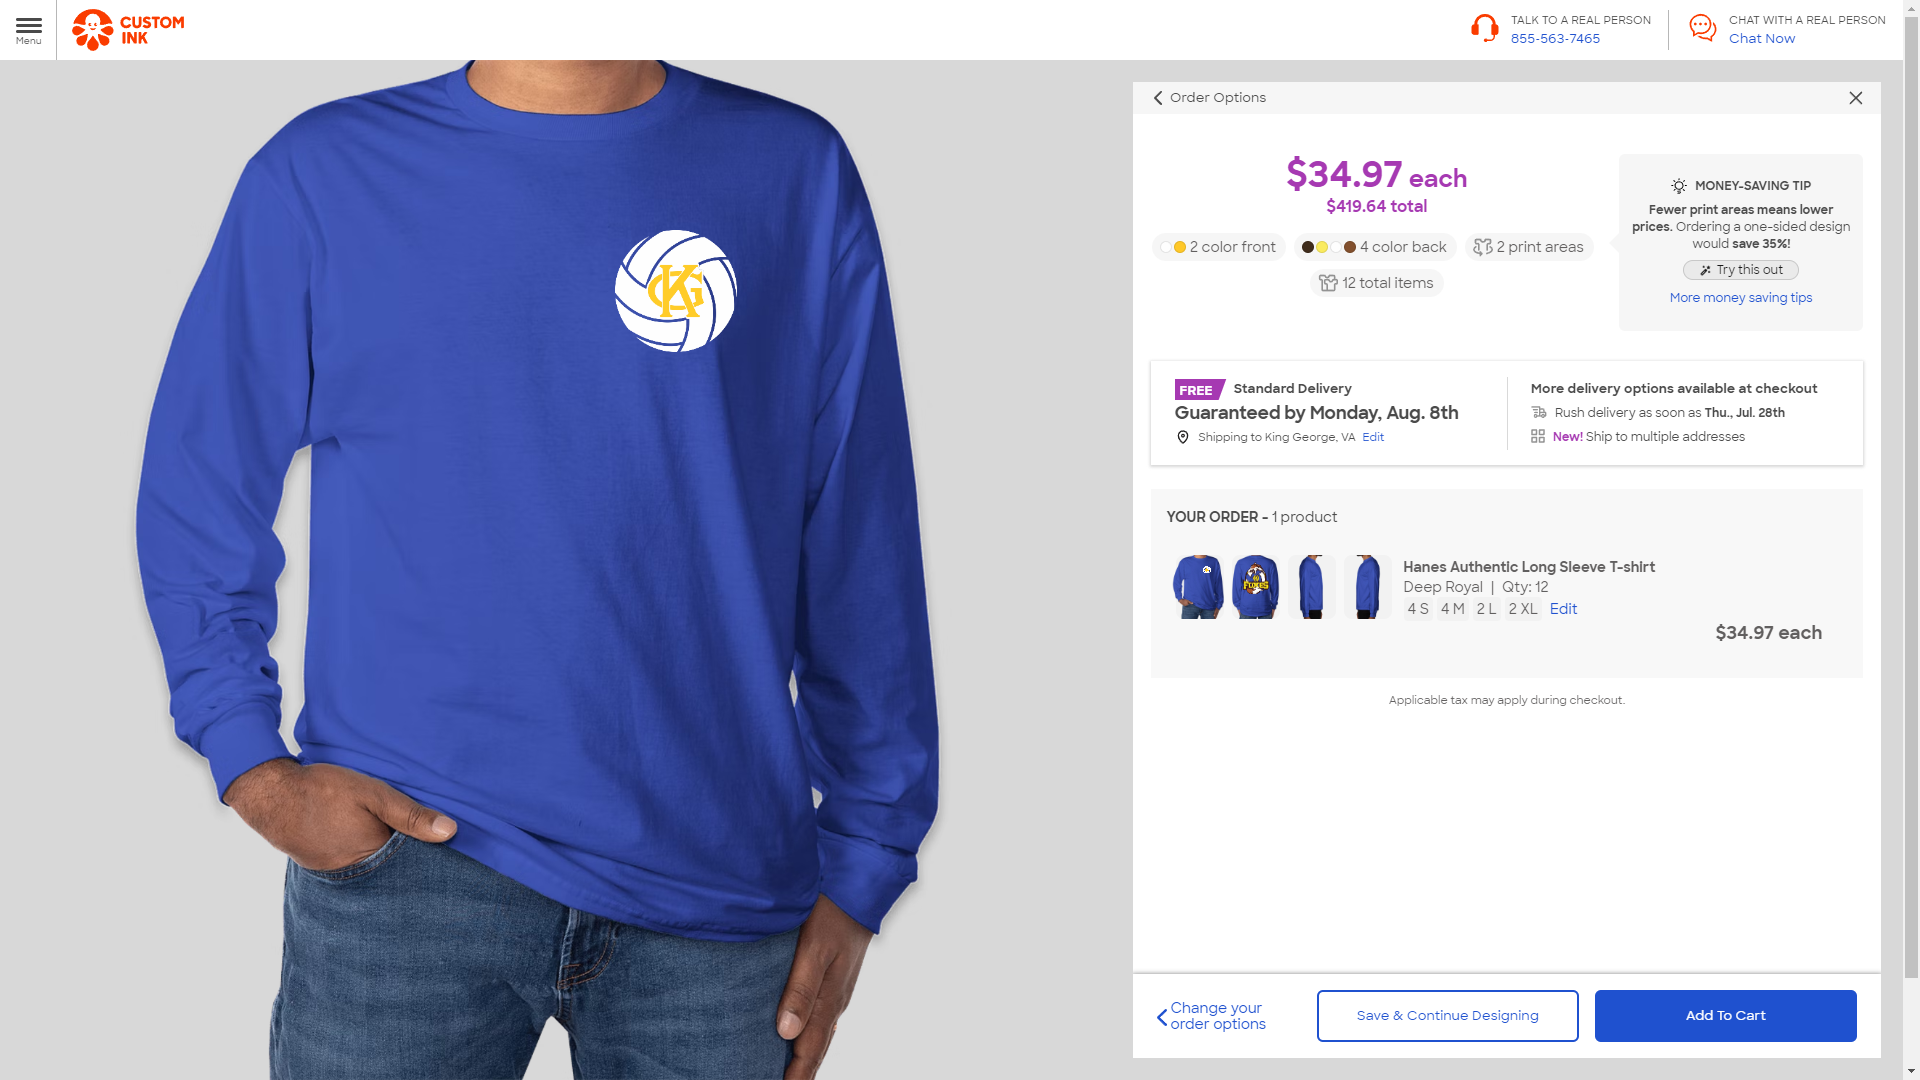 Menu
CUSTOM
INK
TALK TO A REAL PERSON
855-563-7465
CHAT WITH A REAL PERSON
Chat Now
Order Options
$34.97 each
$419.64 total
2 color front
4 color back
2 print areas
12 total items
MONEY-SAVING TIP
Fewer print areas means lower
prices. Ordering a one-sided design
would save 35%!
Try this out
More money saving tips
KG
FREE Standard Delivery
Guaranteed by Monday, Aug. 8th
Shipping to King George, VA Edit
More delivery options available at checkout
Rush delivery as soon as Thu., Jul. 28th
New! Ship to multiple addresses
YOUR ORDER - 1 product
FOXES
Hanes Authentic Long Sleeve T-shirt
Deep Royal | Qty: 12
4 S 4 M 2 L 2 XL Edit
$34.97 each
Applicable tax may apply during checkout.
Change your
order options
Save & Continue Designing
Add To Cart